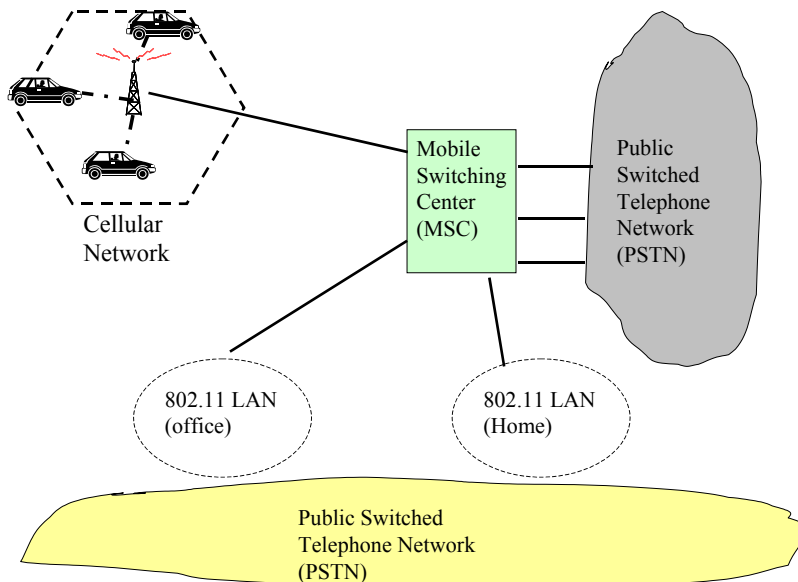 Cellular
Network
Mobile
Switching
Center
(MSC)
Public
Switched
Telephone
Network
(PSTN)
802.11 LAN
(office)
802.11 LAN
(Home)
Public Switched
Telephone Network
(PSTN)